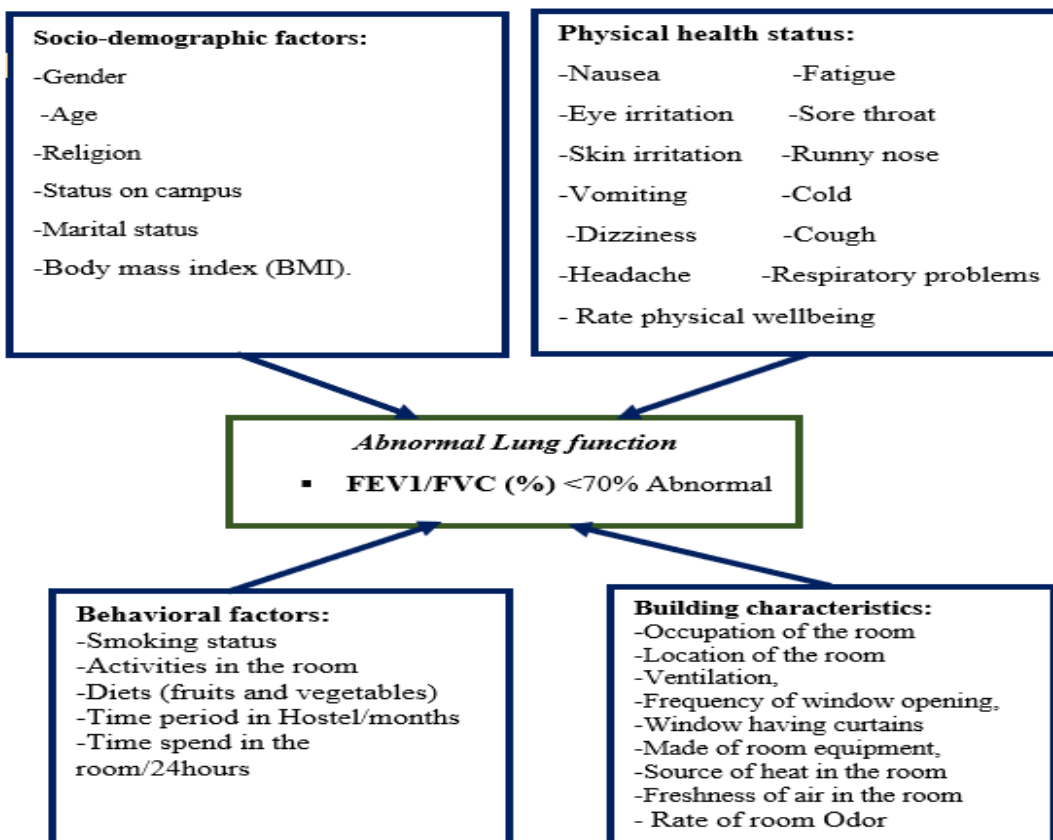 Socio-demographic factors:
-Gender
-Age
-Religion
-Status on campus
-Marital status
-Body mass index (BMI).
Physical health status:
-Nausea -Fatigue
-Eye irritation -Sore throat
-Skin irritation -Runny nose
-Vomiting -Cold
-Dizziness -Cough
-Headache -Respiratory problems
- Rate physical wellbeing
Abnormal Lung function
▪ FEV1/FVC (%) <70% Abnormal
Behavioral factors:
-Smoking status
-Activities in the room
-Diets (fruits and vegetables)
-Time period in Hostel/months
-Time spend in the
room/24hours
Building characteristics:
-Occupation of the room
-Location of the room
-Ventilation,
-Frequency of window opening,
-Window having curtains
-Made of room equipment,
-Source of heat in the room
-Freshness of air in the room
- Rate of room Odor